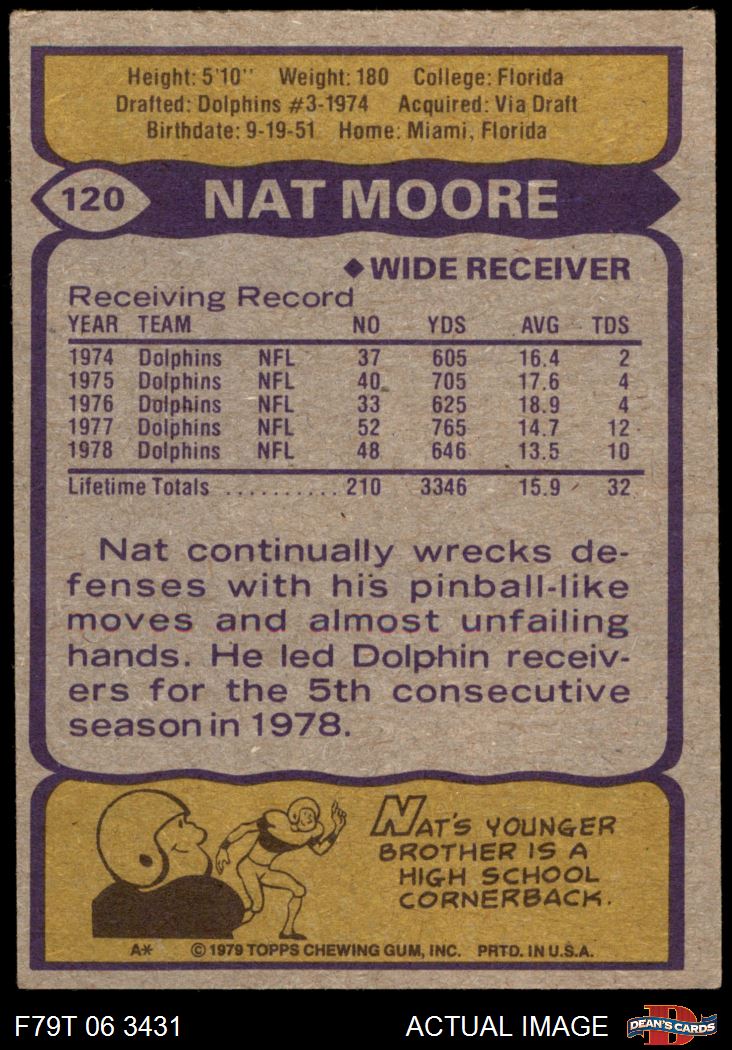 Height: 5'10" Weight: 180 College: Florida
Drafted: Dolphins #3-1974 Acquired: Via Draft
Birthdate: 9-19-51 Home: Miami, Florida
120 NAT MOORE
◆ WIDE RECEIVER
Receiving Record
YEAR TEAM NO YDS AVG TDS
1974 Dolphins NFL 37 605 16.4 2
1975 Dolphins NFL 40 705 17.6 4
1976 Dolphins NFL 33 625 18.9 4
1977 Dolphins NFL 52 765 14.7 12
1978 Dolphins NFL 48 646 13.5 10
Lifetime Totals .......... 210 3346 15.9 32
Nat continually wrecks de-
fenses with his pinball-like
moves and almost unfailing
hands. He led Dolphin receiv-
ers for the 5th consecutive
season in 1978.
NAT'S YOUNGER
BROTHER IS A
HIGH SCHOOL
CORNERBACK.
A* © 1979 TOPPS CHEWING GUM, INC. PRTD. IN U.S.A.
F79T 06 3431 ACTUAL IMAGE D DEAN'S CARDS